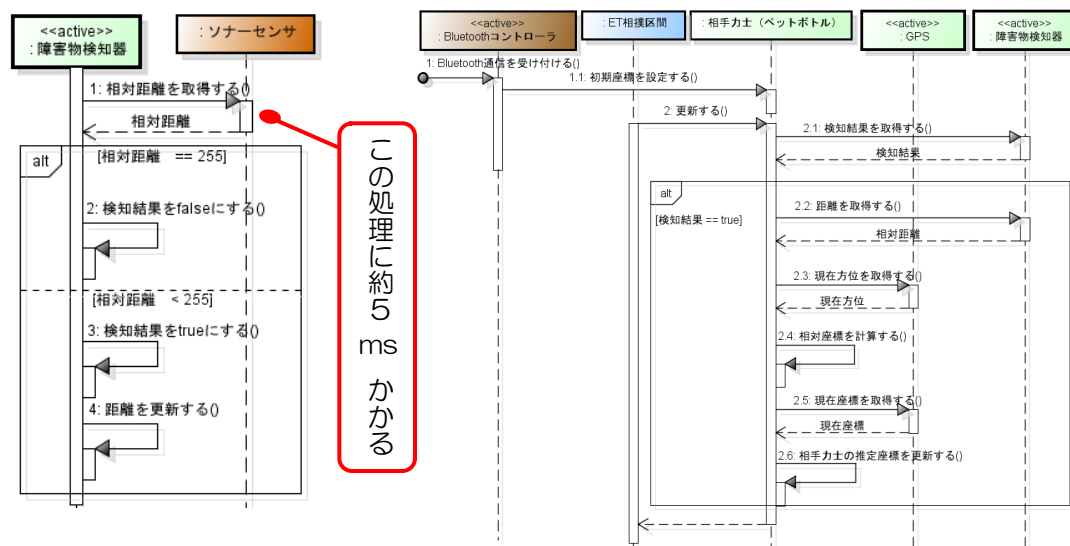 <<active>>
: 障害物検知器
: ソナーセンサ
1: 相対距離を取得する()
相対距離
alt
[相対距離 == 255]
2: 検知結果をfalseにする()
[相対距離 < 255]
3: 検知結果をtrueにする()
4: 距離を更新する()
この処理に約5 ms かかる
<<active>>
: Bluetoothコントローラ
: ET相撲区間
: 相手力士（ペットボトル）
<<active>>
: GPS
<<active>>
: 障害物検知器
1: Bluetooth通信を受け付ける()
1.1: 初期座標を設定する()
2: 更新する()
2.1: 検知結果を取得する()
検知結果
alt
[検知結果 == true]
2.2: 距離を取得する()
相対距離
2.3: 現在方位を取得する()
現在方位
2.4: 相対座標を計算する()
2.5: 現在座標を取得する()
現在座標
2.6: 相手力士の推定座標を更新する()